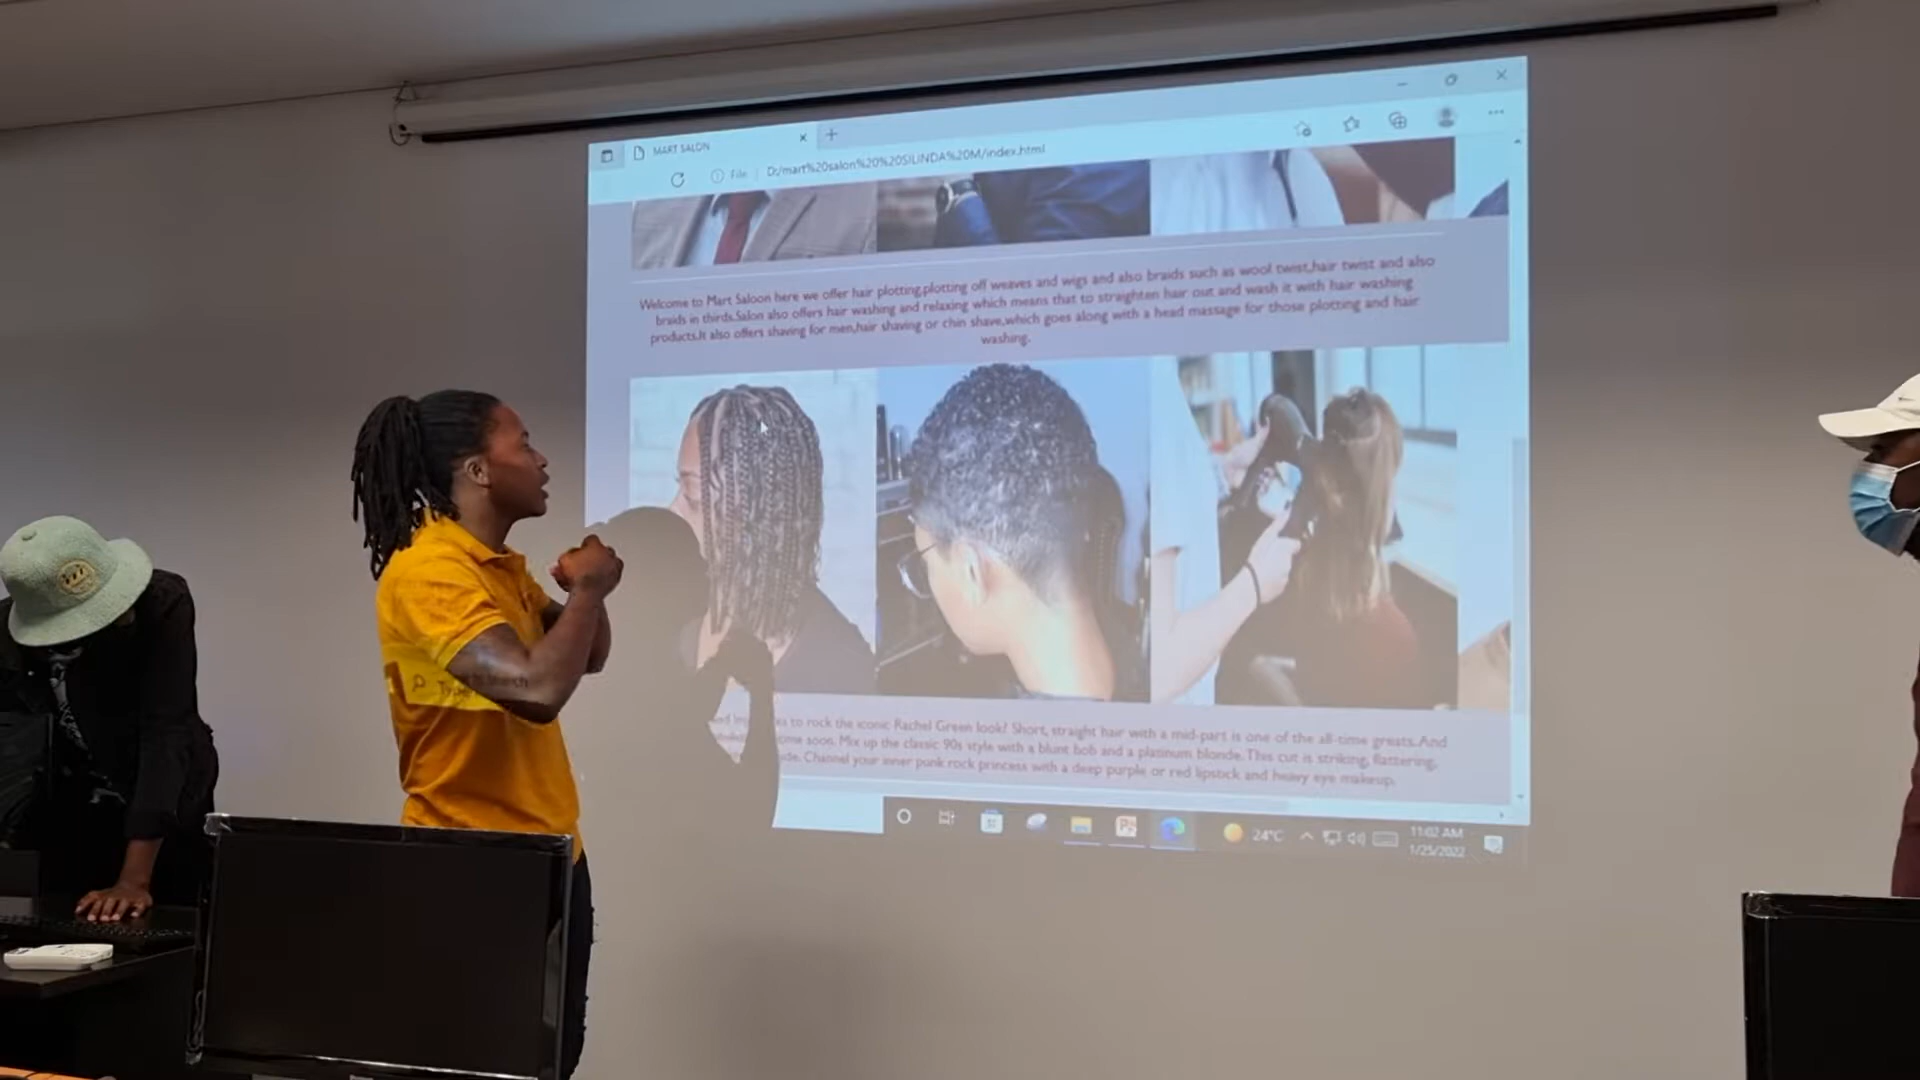 MART SALON
File D:/mart%20salon%20%20SILINDA%20M/index.html
Welcome to Mart Saloon here we offer hair plotting,plotting off weaves and wigs and also braids such as wool twist,hair twist and also
braids in thirds.Salon also offers hair washing and relaxing which means that to straighten hair out and wash it with hair washing
products.It also offers shaving for men,hair shaving or chin shave,which goes along with a head massage for those plotting and hair
washing.
to rock the iconic Rachel Green look? Short, straight hair with a mid-part is one of the all-time greats.And
time soon. Mix up the classic 90s style with a blunt bob and a platinum blonde. This cut is striking, flattering,
Channel your inner punk rock princess with a deep purple or red lipstick and heavy eye makeup.
24°C
11:02 AM
1/25/2022